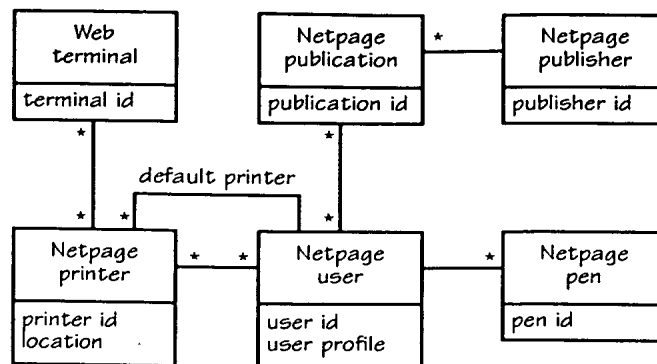 Web
terminal
terminal id
Netpage
publication
publication id
Netpage
publisher
publisher id
*
*
*
default printer
*
*
*
Netpage
printer
printer id
location
*
*
Netpage
user
user id
user profile
*
Netpage
pen
pen id